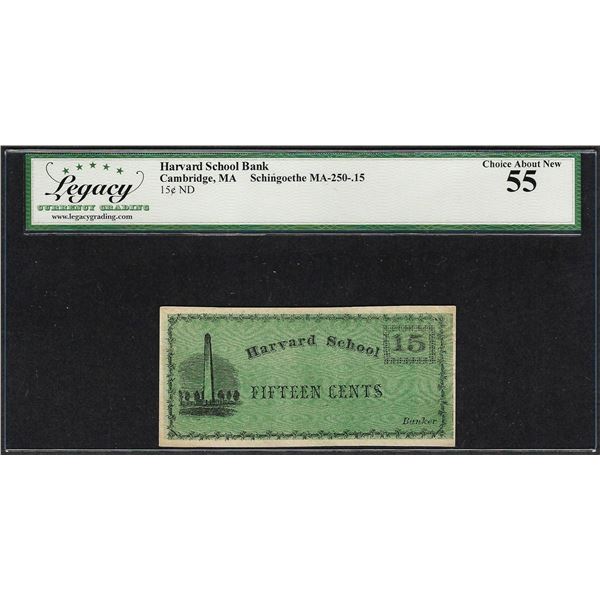 Legacy
CURRENCY GRADING
www.legacygrading.com
Harvard School Bank
Cambridge, MA Schingoethe MA-250-.15
15¢ ND
Choice About New
55
Harvard School
15
FIFTEEN CENTS
Banker